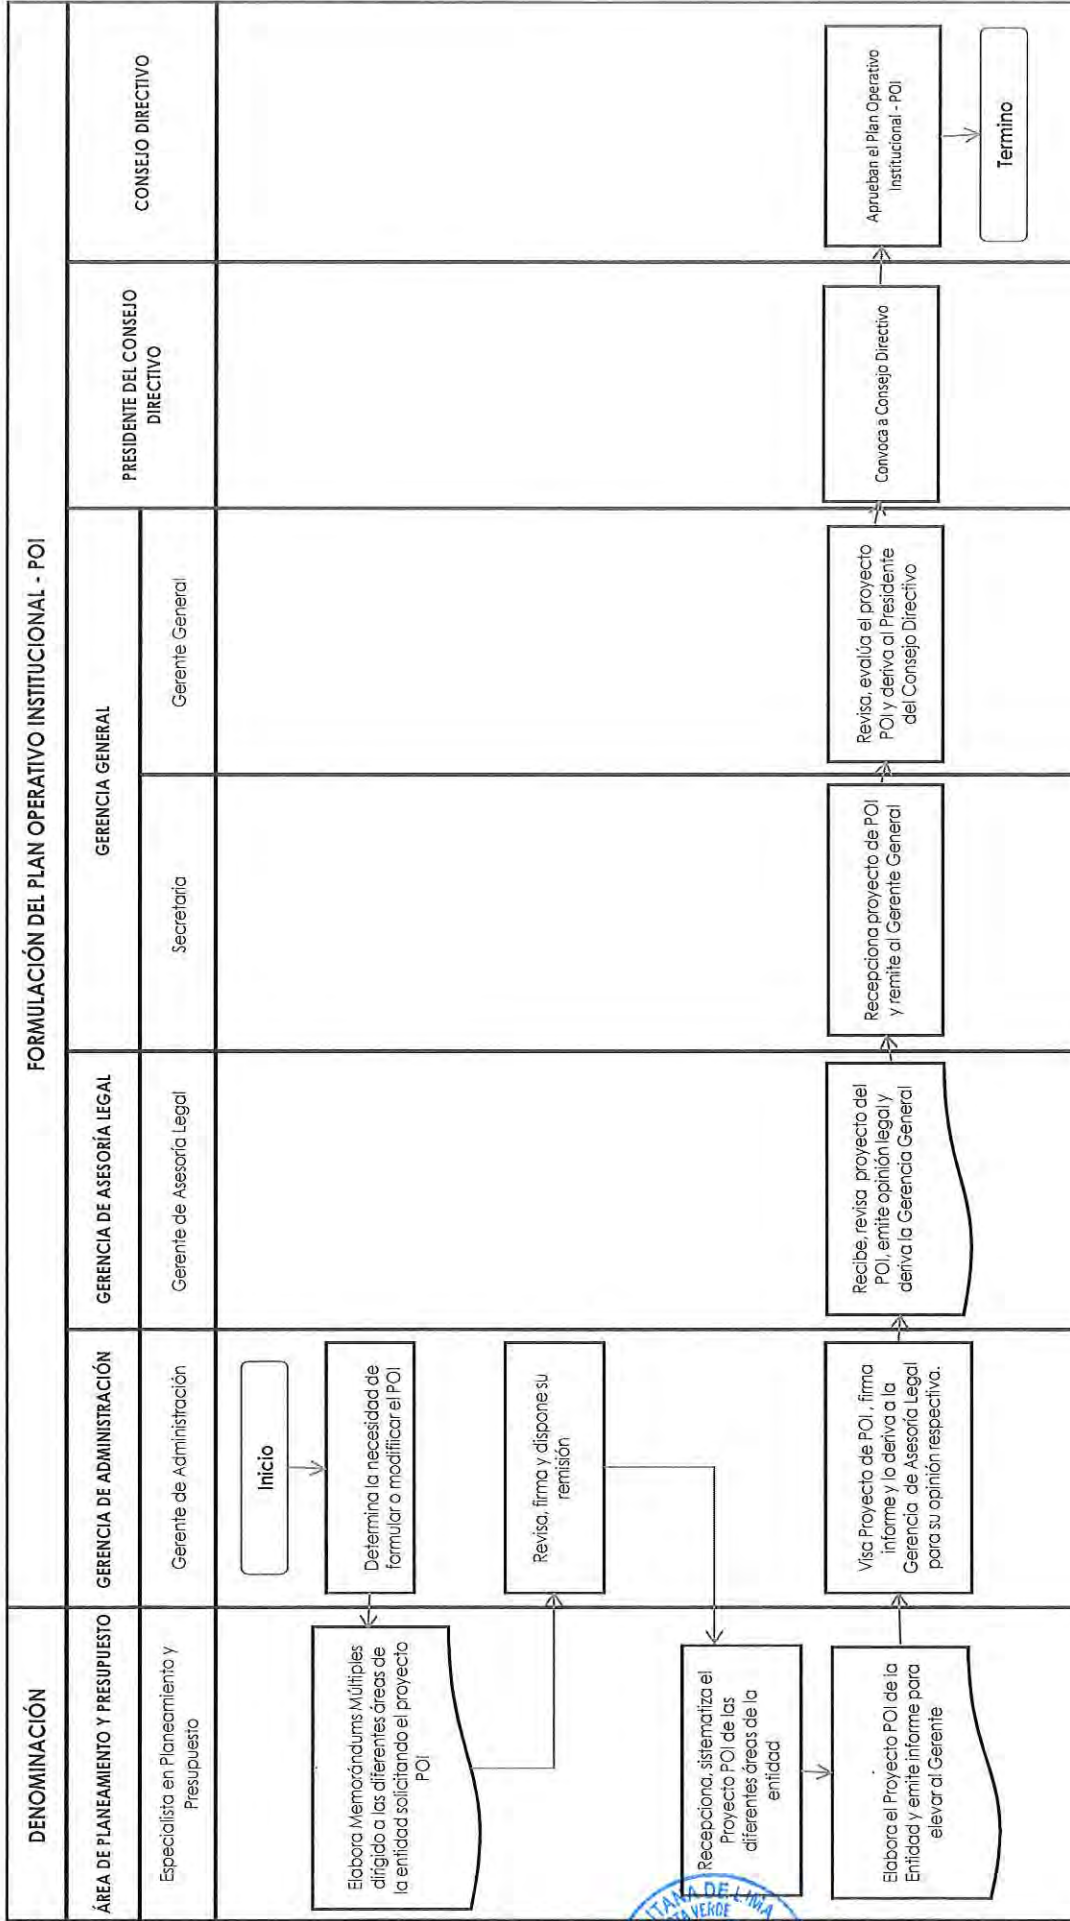 DENOMINACIÓN
FORMULACIÓN DEL PLAN OPERATIVO INSTITUCIONAL - POI
ÁREA DE PLANEAMIENTO Y PRESUPUESTO
GERENCIA DE ADMINISTRACIÓN
GERENCIA DE ASESORÍA LEGAL
GERENCIA GENERAL
PRESIDENTE DEL CONSEJO
DIRECTIVO
CONSEJO DIRECTIVO
Especialista en Planeamiento y
Presupuesto
Gerente de Administración
Gerente de Asesoría Legal
Secretaria
Gerente General
Inicio
Determina la necesidad de
formular o modifiicar el POI
Elabora Memorándums Múltiples
dirigido a las diferentes áreas de
la entidad solicitando el proyecto
POI
Revisa, firma y dispone su
remisión
Recepciona, sistematiza el
Proyecto POI de las
diferentes áreas de la
entidad
Elabora el Proyecto POI de la
Entidad y emite informe para
elevar al Gerente
Visa Proyecto de POI , firma
informe y lo deriva a la
Gerencia de Asesoría Legal
para su opinión respectiva.
Recibe, revisa proyecto del
POI, emite opinión legal y
deriva la Gerencia General
Recepciona proyecto de POI
y remite al Gerente General
Revisa, evalúa el proyecto
POI y deriva al Presidente
del Consejo Directivo
Convoca a Consejo Directivo
Aprueban el Plan Operativo
Institucional - POI
Termino
ITANA DE LIMA
TA VERDE